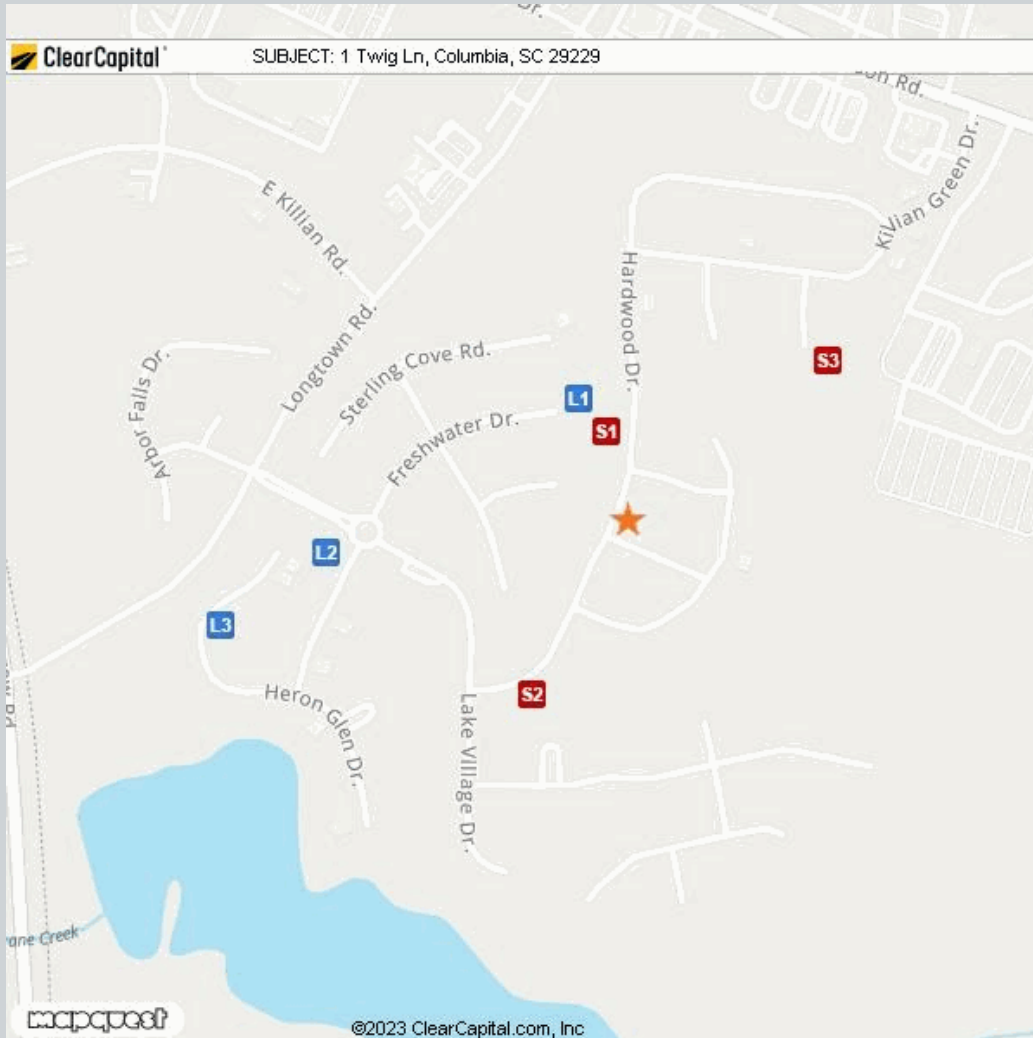 ClearCapital
SUBJECT: 1 Twig Ln, Columbia, SC 29229
Dr.
Rd.
Killian Green Dr.
E Killian Rd.
Hardwood Dr.
Longtown Rd.
Sterling Cove Rd.
S3
Arbor Falls Dr.
L1
Freshwater Dr.
S1
L2
L3
S2
Heron Glen Dr.
Lake Village Dr.
Creek
mapquest
©2023 ClearCapital.com, Inc